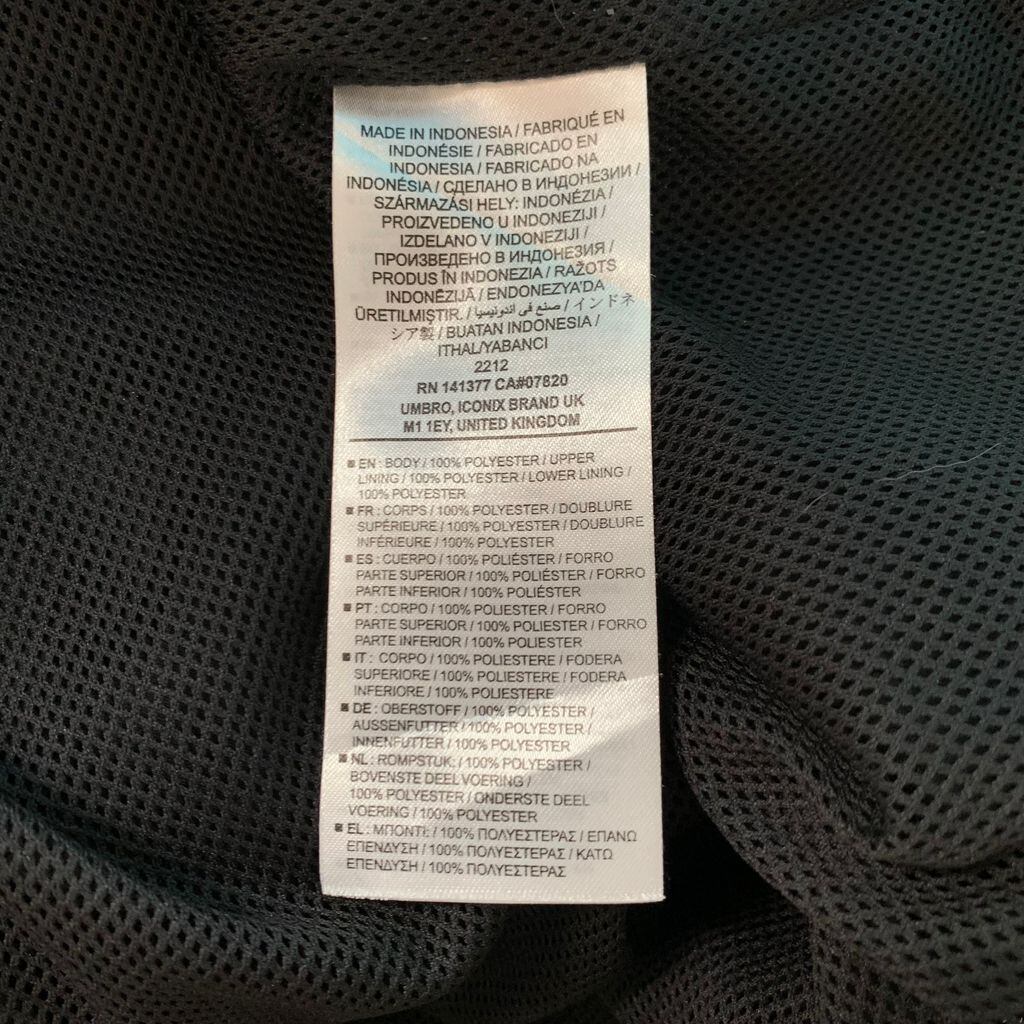 MADE IN INDONESIA / FABRIQUÉ EN
INDONÉSIE / FABRICADO EN
INDONESIA / FABRICADO NA
INDONÉSIA / СДЕЛАНО В ИНДОНЕЗИИ /
SZÁRMAZÁSI HELY: INDONÉZIA /
PROIZVEDENO U INDONEZIJI /
IZDELANO V INDONEZIJI /
ПРОИЗВЕДЕНО В ИНДОНЕЗИЯ /
PRODUS ÎN INDONEZIA / RAŽOTS
INDONĒZIJĀ / ENDONEZYA'DA
ÜRETILMIŞTIR. / صنع في اندونيسيا / インドネ
シア製 / BUATAN INDONESIA /
ITHAL/YABANCI
2212
RN 141377 CA#07820
UMBRO, ICONIX BRAND UK
M1 1EY, UNITED KINGDOM
▪ EN : BODY / 100% POLYESTER / UPPER
LINING / 100% POLYESTER / LOWER LINING /
100% POLYESTER
▪ FR : CORPS / 100% POLYESTER / DOUBLURE
SUPÉRIEURE / 100% POLYESTER / DOUBLURE
INFÉRIEURE / 100% POLYESTER
▪ ES : CUERPO / 100% POLIÉSTER / FORRO
PARTE SUPERIOR / 100% POLIÉSTER / FORRO
PARTE INFERIOR / 100% POLIÉSTER
▪ PT : CORPO / 100% POLIESTER / FORRO
PARTE SUPERIOR / 100% POLIESTER / FORRO
PARTE INFERIOR / 100% POLIESTER
▪ IT : CORPO / 100% POLIESTERE / FODERA
SUPERIORE / 100% POLIESTERE / FODERA
INFERIORE / 100% POLIESTERE
▪ DE : OBERSTOFF / 100% POLYESTER /
AUSSENFUTTER / 100% POLYESTER /
INNENFUTTER / 100% POLYESTER
▪ NL : ROMPSTUK: / 100% POLYESTER /
BOVENSTE DEEL VOERING /
100% POLYESTER / ONDERSTE DEEL
VOERING / 100% POLYESTER
▪ EL : ΜΠΟΝΤΙ: / 100% ΠΟΛΥΕΣΤΕΡΑΣ / ΕΠΑΝΩ
ΕΠΕΝΔΥΣΗ / 100% ΠΟΛΥΕΣΤΕΡΑΣ / ΚΑΤΩ
ΕΠΕΝΔΥΣΗ / 100% ΠΟΛΥΕΣΤΕΡΑΣ